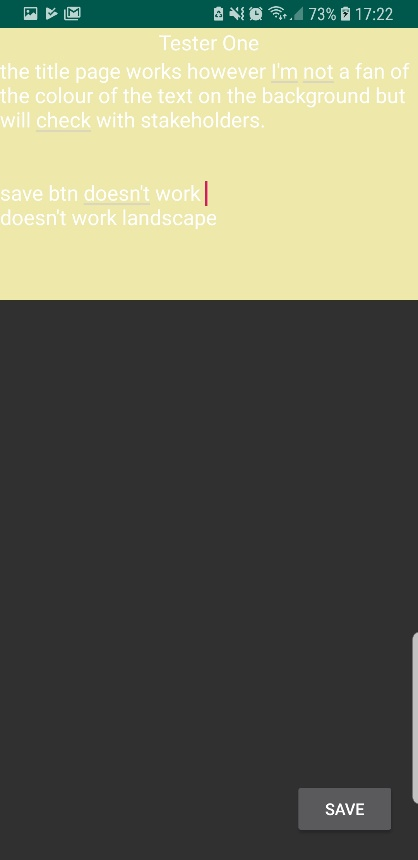 73% 17:22
Tester One
the title page works however I'm not a fan of
the colour of the text on the background but
will check with stakeholders.
save btn doesn't work
doesn't work landscape
SAVE